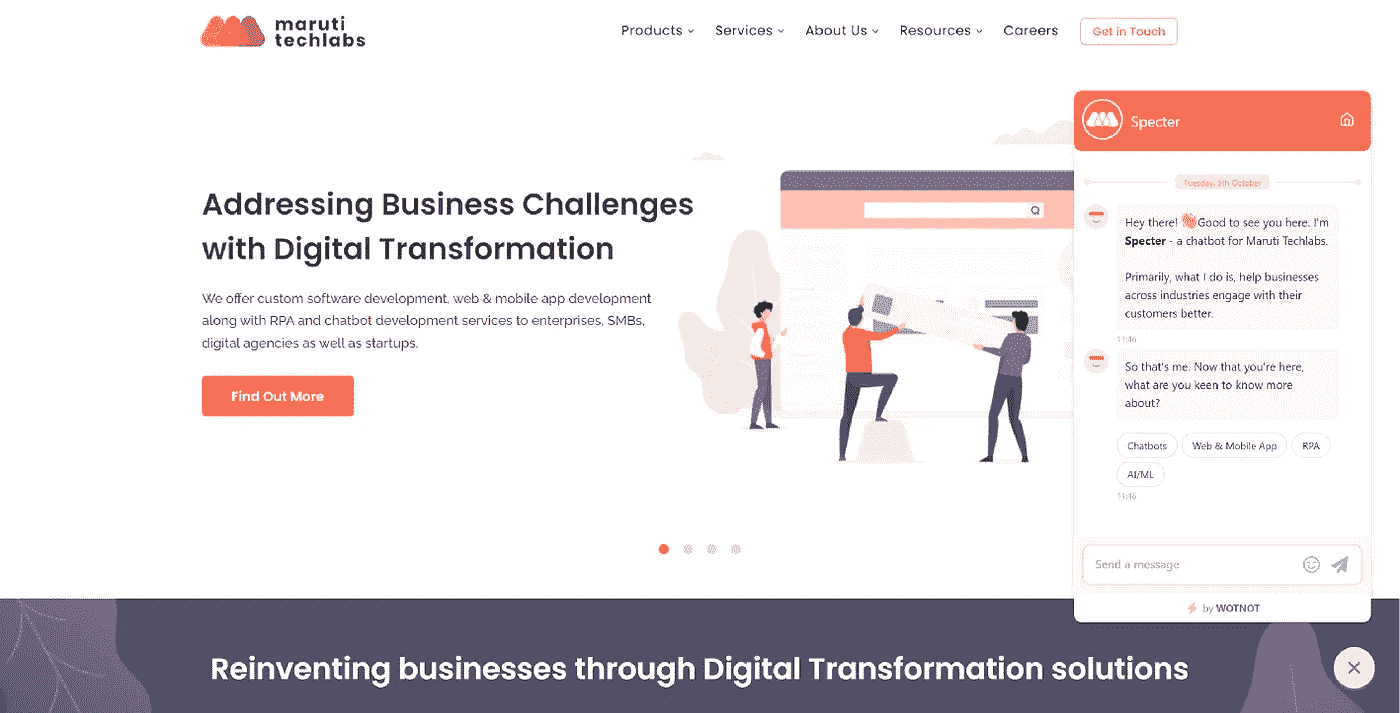 maruti
techlabs
Products Services About Us Resources Careers Get in Touch
Addressing Business Challenges
with Digital Transformation
We offer custom software development, web & mobile app development
along with RPA and chatbot development services to enterprises, SMBs,
digital agencies as well as startups.
Find Out More
Specter
Tuesday, 5th October
Hey there! 👋Good to see you here. I'm
Specter - a chatbot for Maruti Techlabs.
Primarily, what I do is, help businesses
across industries engage with their
customers better.
11:46
So that's me. Now that you're here,
what are you keen to know more
about?
Chatbots Web & Mobile App RPA
AI/ML
11:46
Send a message
by WOTNOT
Reinventing businesses through Digital Transformation solutions